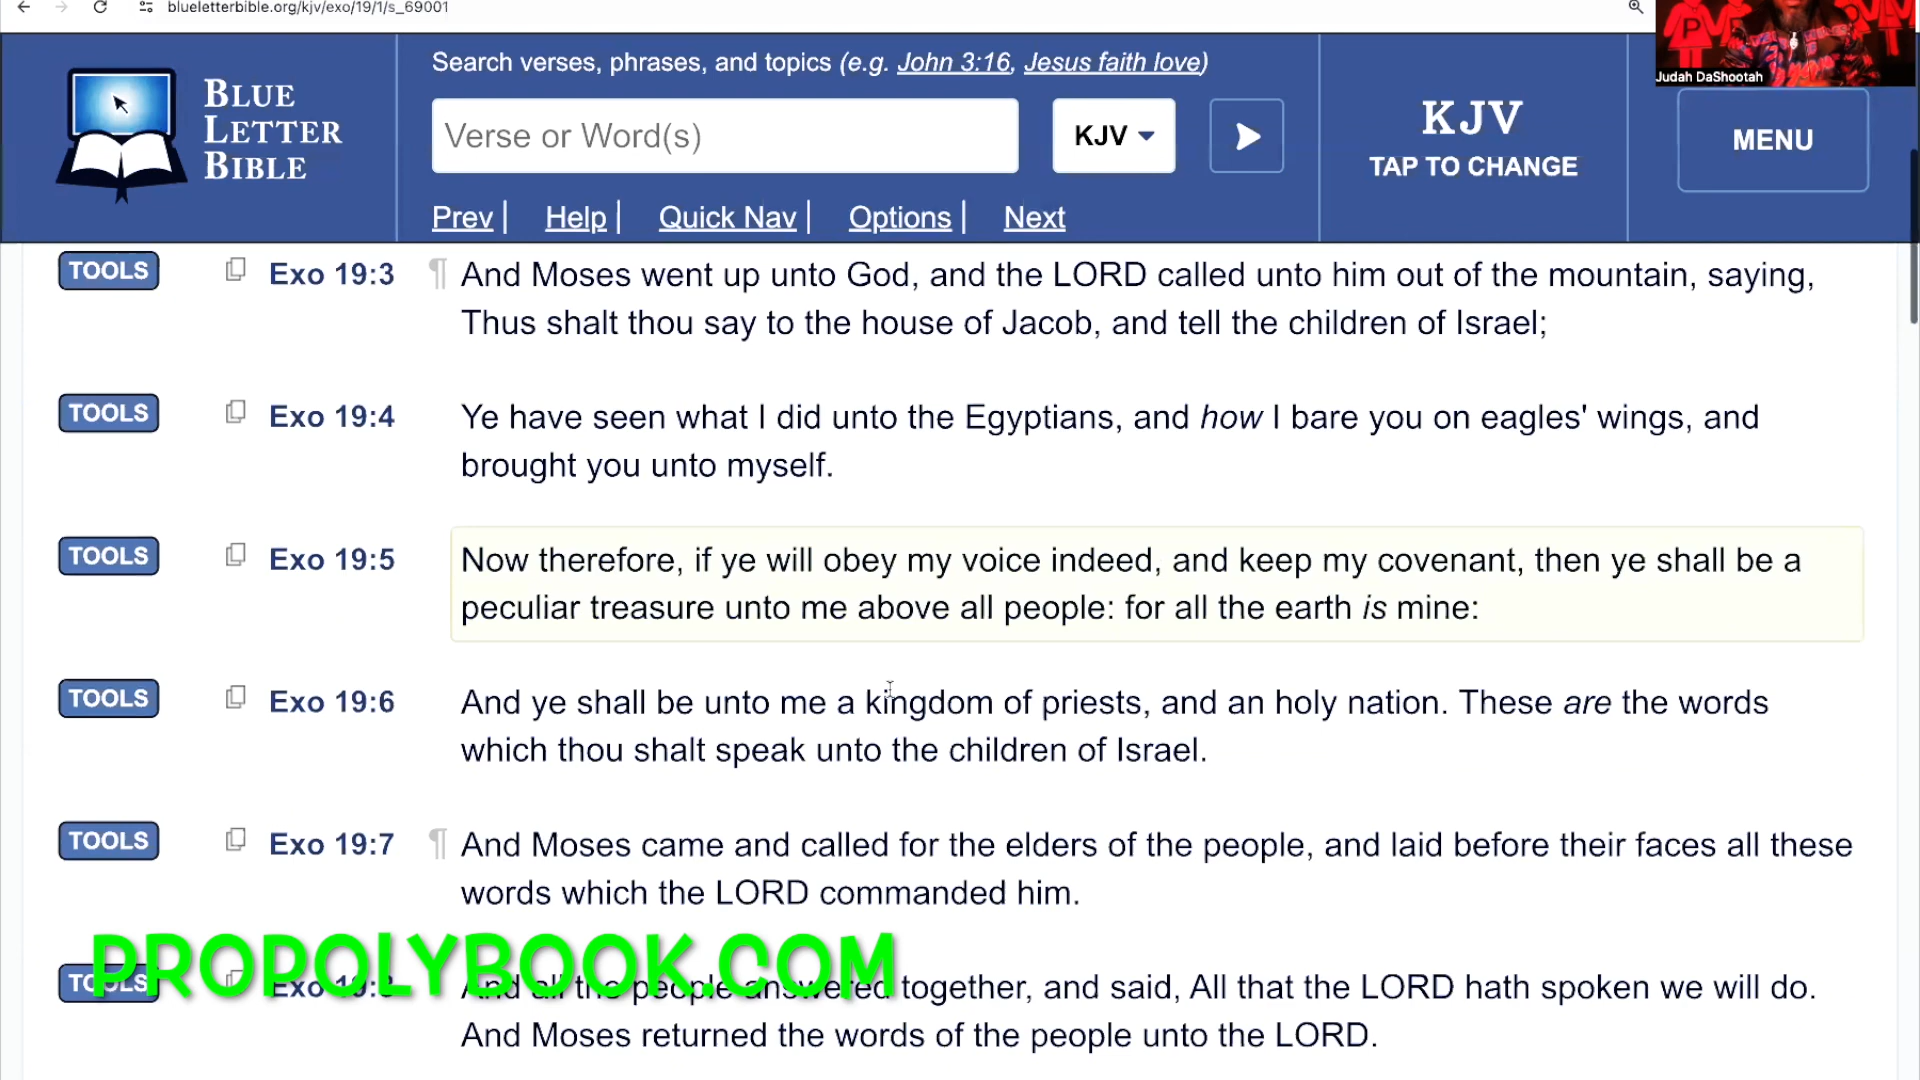 blueletterbible.org/kjv/exo/19/1/s_69001
Judah DaShootah
BLUE
LETTER
BIBLE
Search verses, phrases, and topics (e.g. John 3:16, Jesus faith love)
Verse or Word(s)
KJV
KJV
TAP TO CHANGE
MENU
Prev | Help | Quick Nav | Options | Next
TOOLS Exo 19:3 ¶ And Moses went up unto God, and the LORD called unto him out of the mountain, saying,
Thus shalt thou say to the house of Jacob, and tell the children of Israel;
TOOLS Exo 19:4 Ye have seen what I did unto the Egyptians, and how I bare you on eagles' wings, and
brought you unto myself.
TOOLS Exo 19:5 Now therefore, if ye will obey my voice indeed, and keep my covenant, then ye shall be a
peculiar treasure unto me above all people: for all the earth is mine:
TOOLS Exo 19:6 And ye shall be unto me a kingdom of priests, and an holy nation. These are the words
which thou shalt speak unto the children of Israel.
TOOLS Exo 19:7 ¶ And Moses came and called for the elders of the people, and laid before their faces all these
words which the LORD commanded him.
PROPOLYBOOK.COM
TOOLS Exo 19:8 And all the people answered together, and said, All that the LORD hath spoken we will do.
And Moses returned the words of the people unto the LORD.